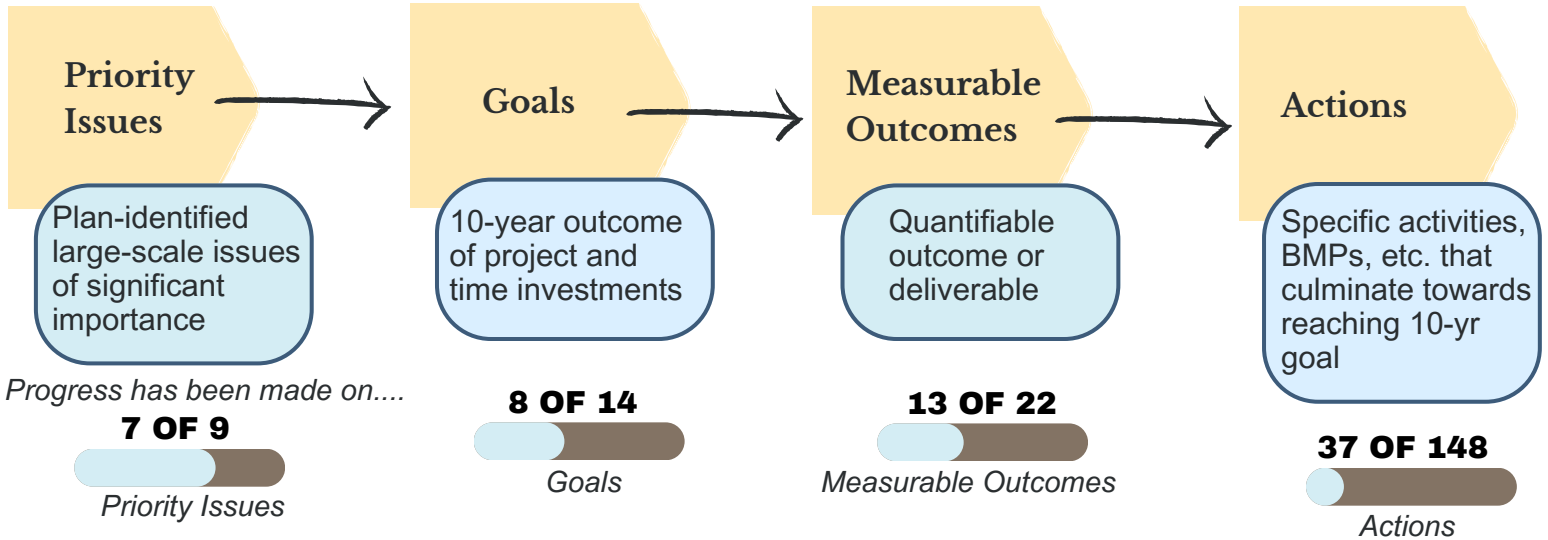 Priority
Issues
Goals
Measurable
Outcomes
Actions
Plan-identified
large-scale issues
of significant
importance
10-year outcome
of project and
time investments
Quantifiable
outcome or
deliverable
Specific activities,
BMPs, etc. that
culminate towards
reaching 10-yr
goal
Progress has been made on....
7 OF 9
Priority Issues
8 OF 14
Goals
13 OF 22
Measurable Outcomes
37 OF 148
Actions